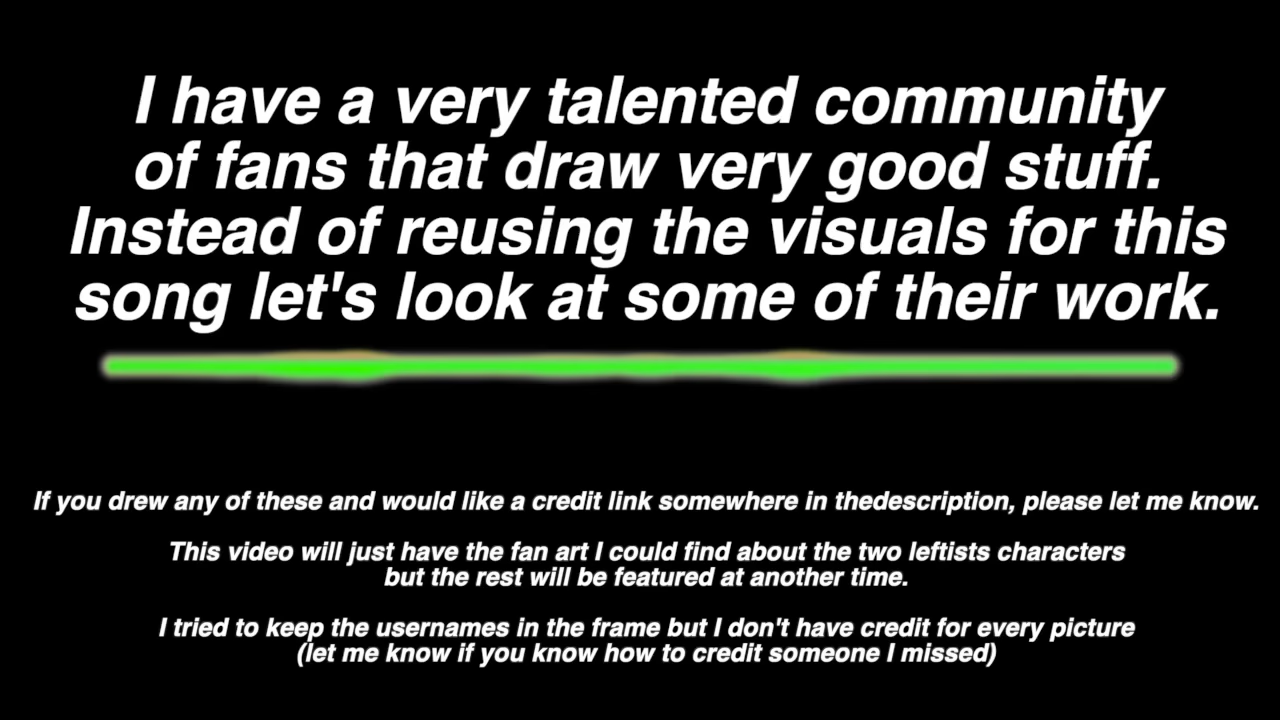 I have a very talented community
of fans that draw very good stuff.
Instead of reusing the visuals for this
song let's look at some of their work.
If you drew any of these and would like a credit link somewhere in thedescription, please let me know.
This video will just have the fan art I could find about the two leftists characters
but the rest will be featured at another time.
I tried to keep the usernames in the frame but I don't have credit for every picture
(let me know if you know how to credit someone I missed)